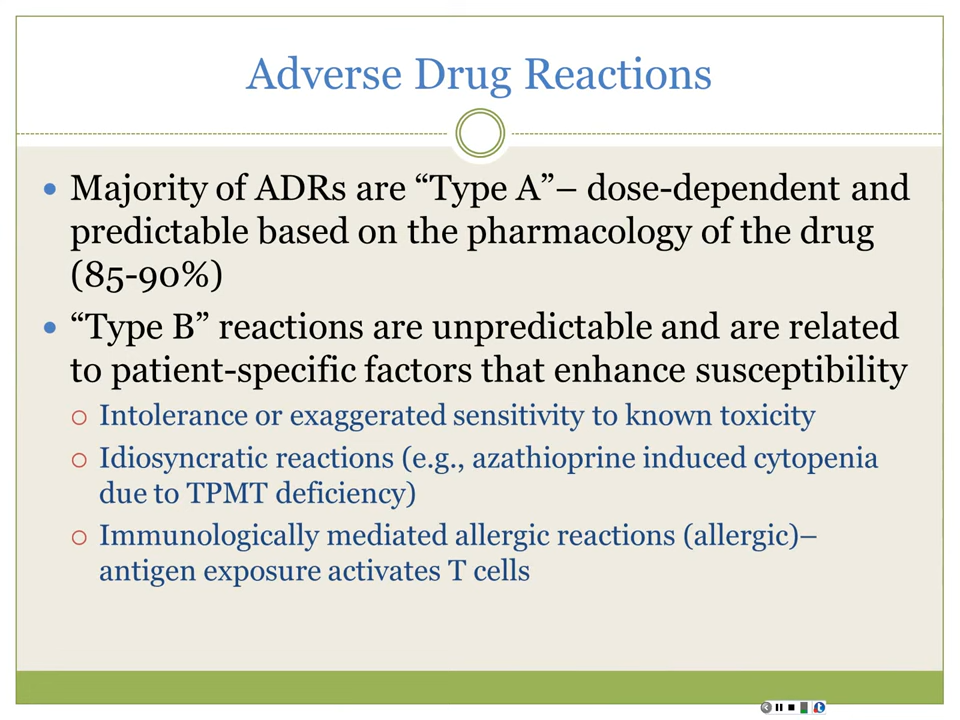 Adverse Drug Reactions
Majority of ADRs are “Type A”– dose-dependent and
predictable based on the pharmacology of the drug
(85-90%)
“Type B” reactions are unpredictable and are related
to patient-specific factors that enhance susceptibility
Intolerance or exaggerated sensitivity to known toxicity
Idiosyncratic reactions (e.g., azathioprine induced cytopenia
due to TPMT deficiency)
Immunologically mediated allergic reactions (allergic)–
antigen exposure activates T cells